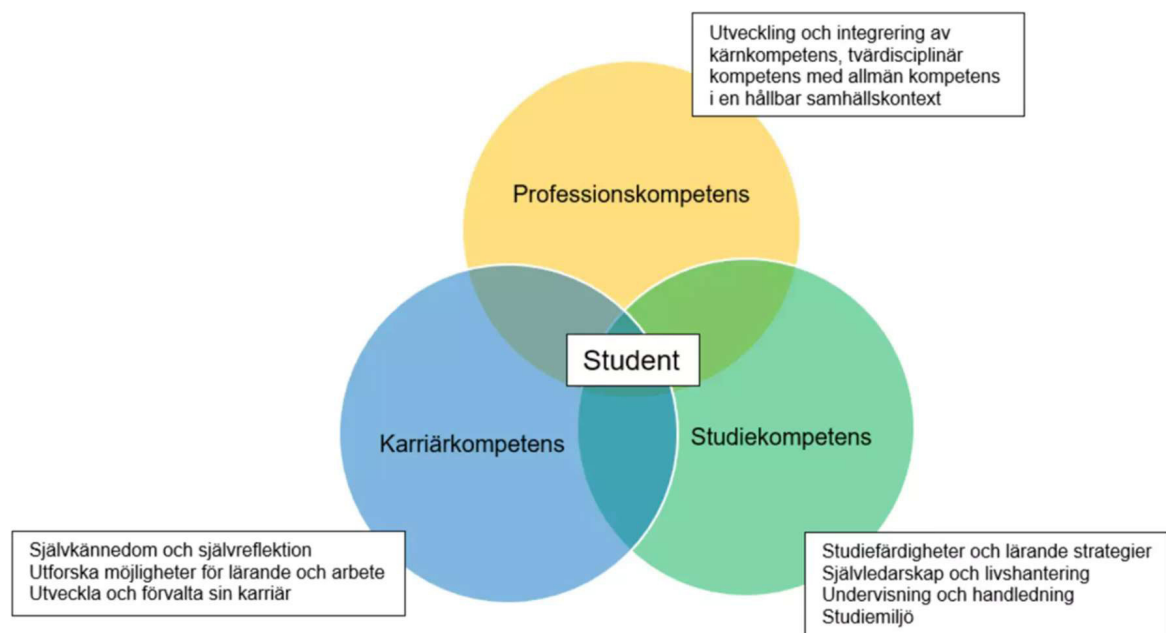 Utveckling och integrering av
kärnkompetens, tvärdisciplinär
kompetens med allmän kompetens
i en hållbar samhällskontext
Professionskompetens
Student
Karriärkompetens
Studiekompetens
Självkännedom och självreflektion
Utforska möjligheter för lärande och arbete
Utveckla och förvalta sin karriär
Studiefärdigheter och lärande strategier
Självledarskap och livshantering
Undervisning och handledning
Studiemiljö